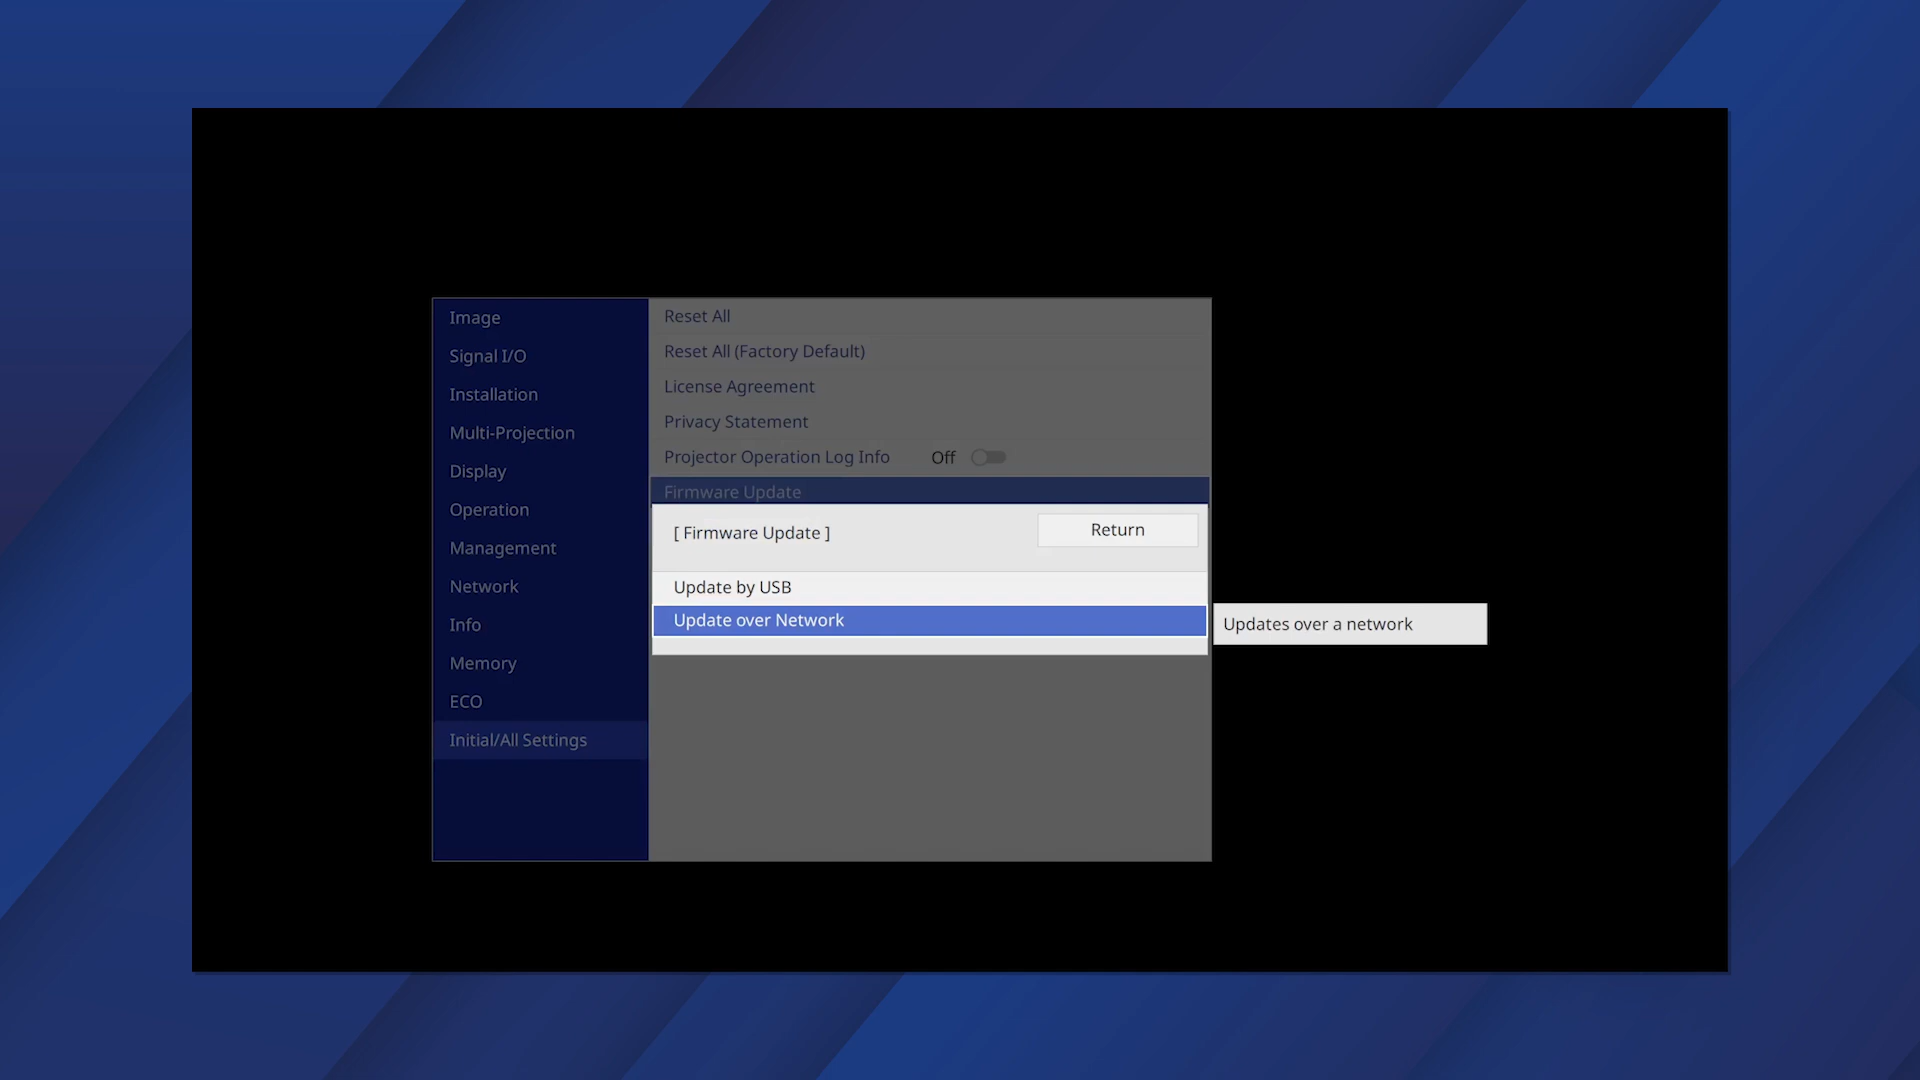 Image
Signal I/O
Installation
Multi-Projection
Display
Operation
Management
Network
Info
Memory
ECO
Initial/All Settings
Reset All
Reset All (Factory Default)
License Agreement
Privacy Statement
Projector Operation Log Info Off
Firmware Update
[ Firmware Update ] Return
Update by USB
Update over Network
Updates over a network